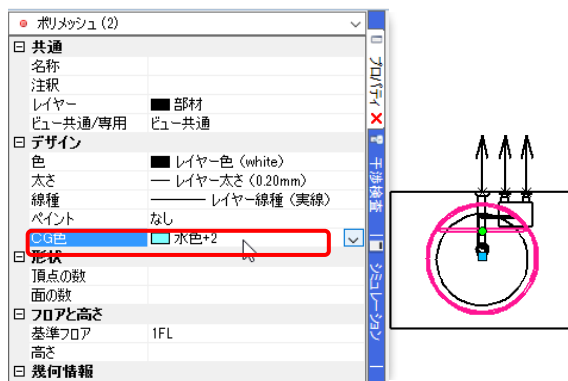 ポリメッシュ (2)
共通
名称
注釈
レイヤー 部材
ビュー共通/専用 ビュー共通
デザイン
色 レイヤー色 (white)
太さ レイヤー太さ (0.20mm)
線種 レイヤー線種 (実線)
ペイント なし
CG色 水色+2
形状
頂点の数
面の数
フロアと高さ
基準フロア 1FL
高さ
幾何情報
プロパティ
干渉検査
シミュレーション